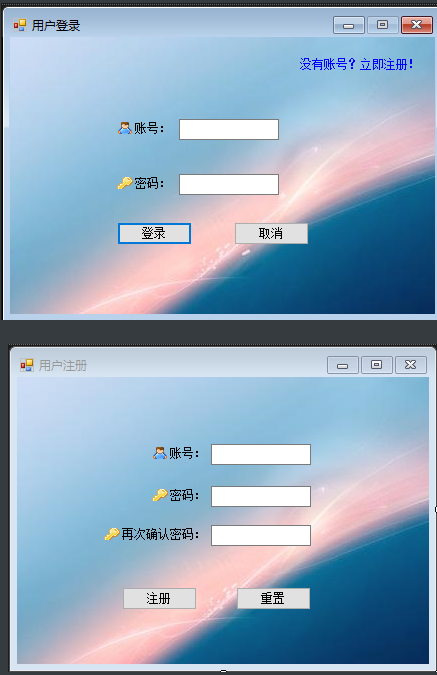 用户登录
没有账号？立即注册！
账号：
密码：
登录 取消
用户注册
账号：
密码：
再次确认密码：
注册 重置